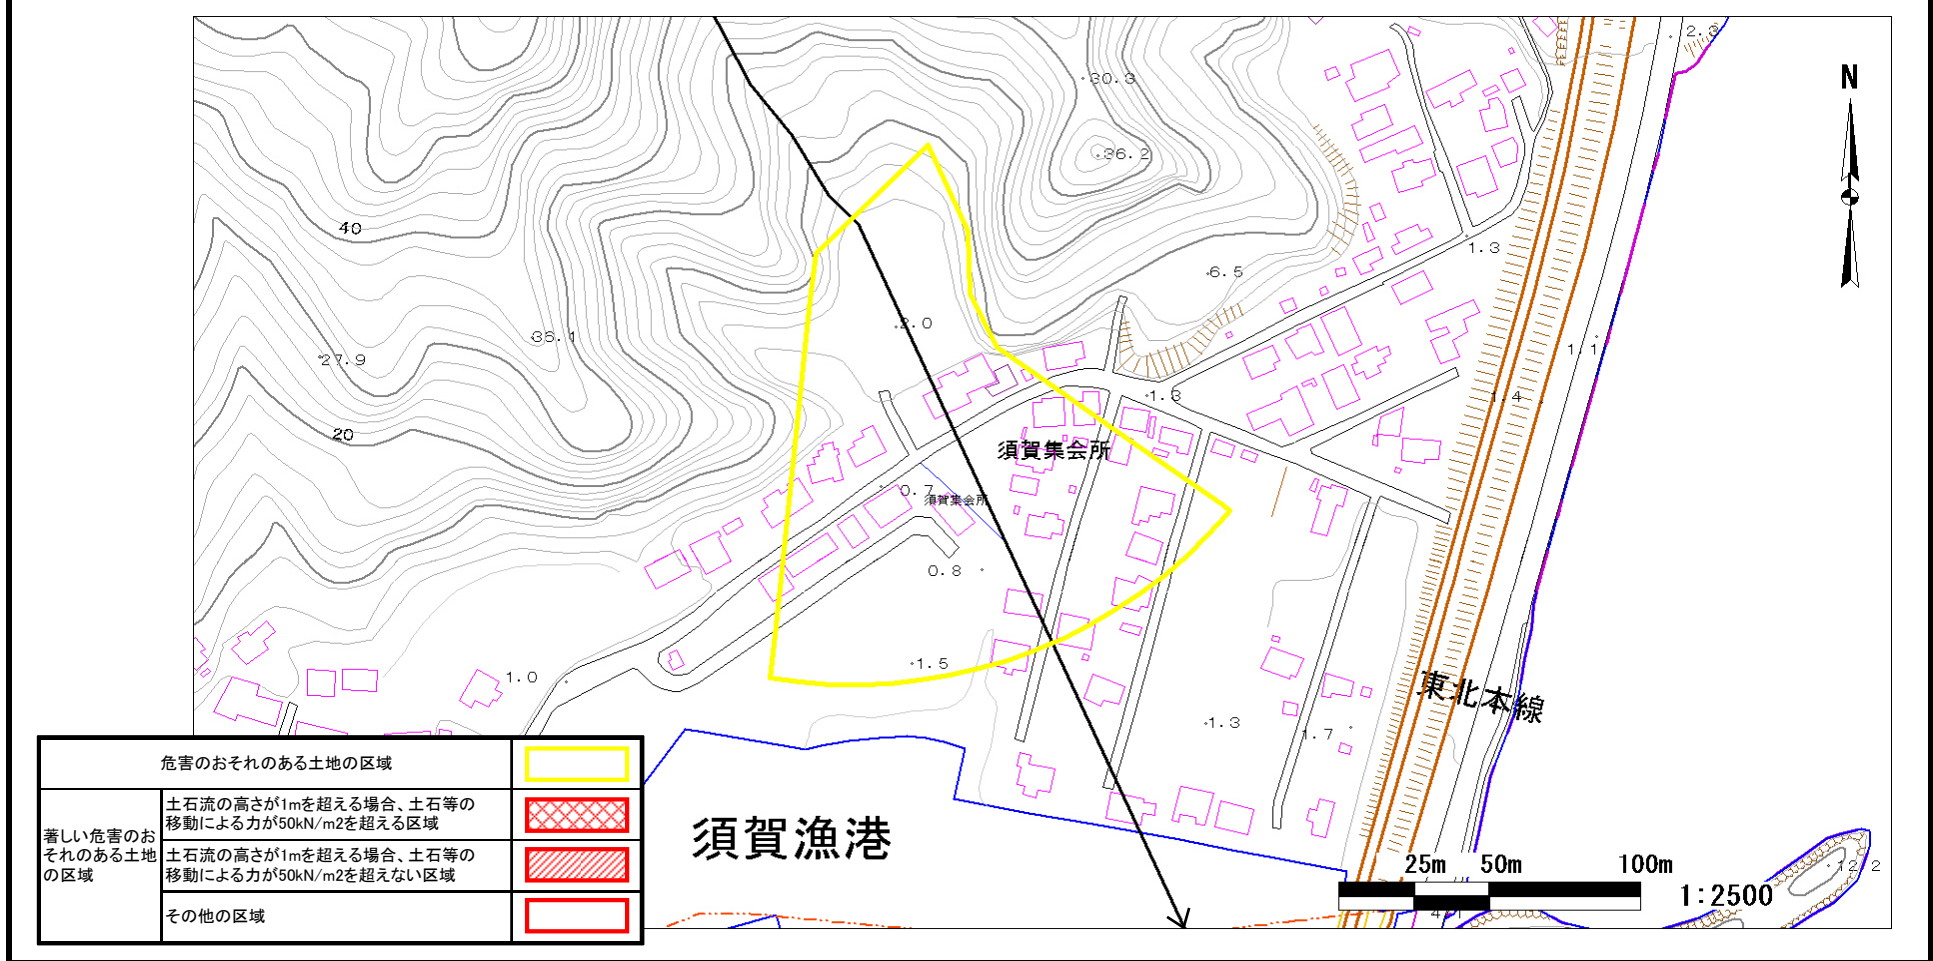 2.3
30.3
N
36.2
40
1.3
6.5
2.0
36.1
1.1
27.9
1.3
1.4
20
須賀集会所
0.7
須賀集会所
0.8
1.5
1.0
東北本線
1.3
1.7
危害のおそれのある土地の区域
著しい危害のお
それのある土地
の区域
土石流の高さが1mを超える場合、土石等の
移動による力が50kN/m2を超える区域
土石流の高さが1mを超える場合、土石等の
移動による力が50kN/m2を超えない区域
その他の区域
須賀漁港
25m 50m 100m
1:2500
12.2